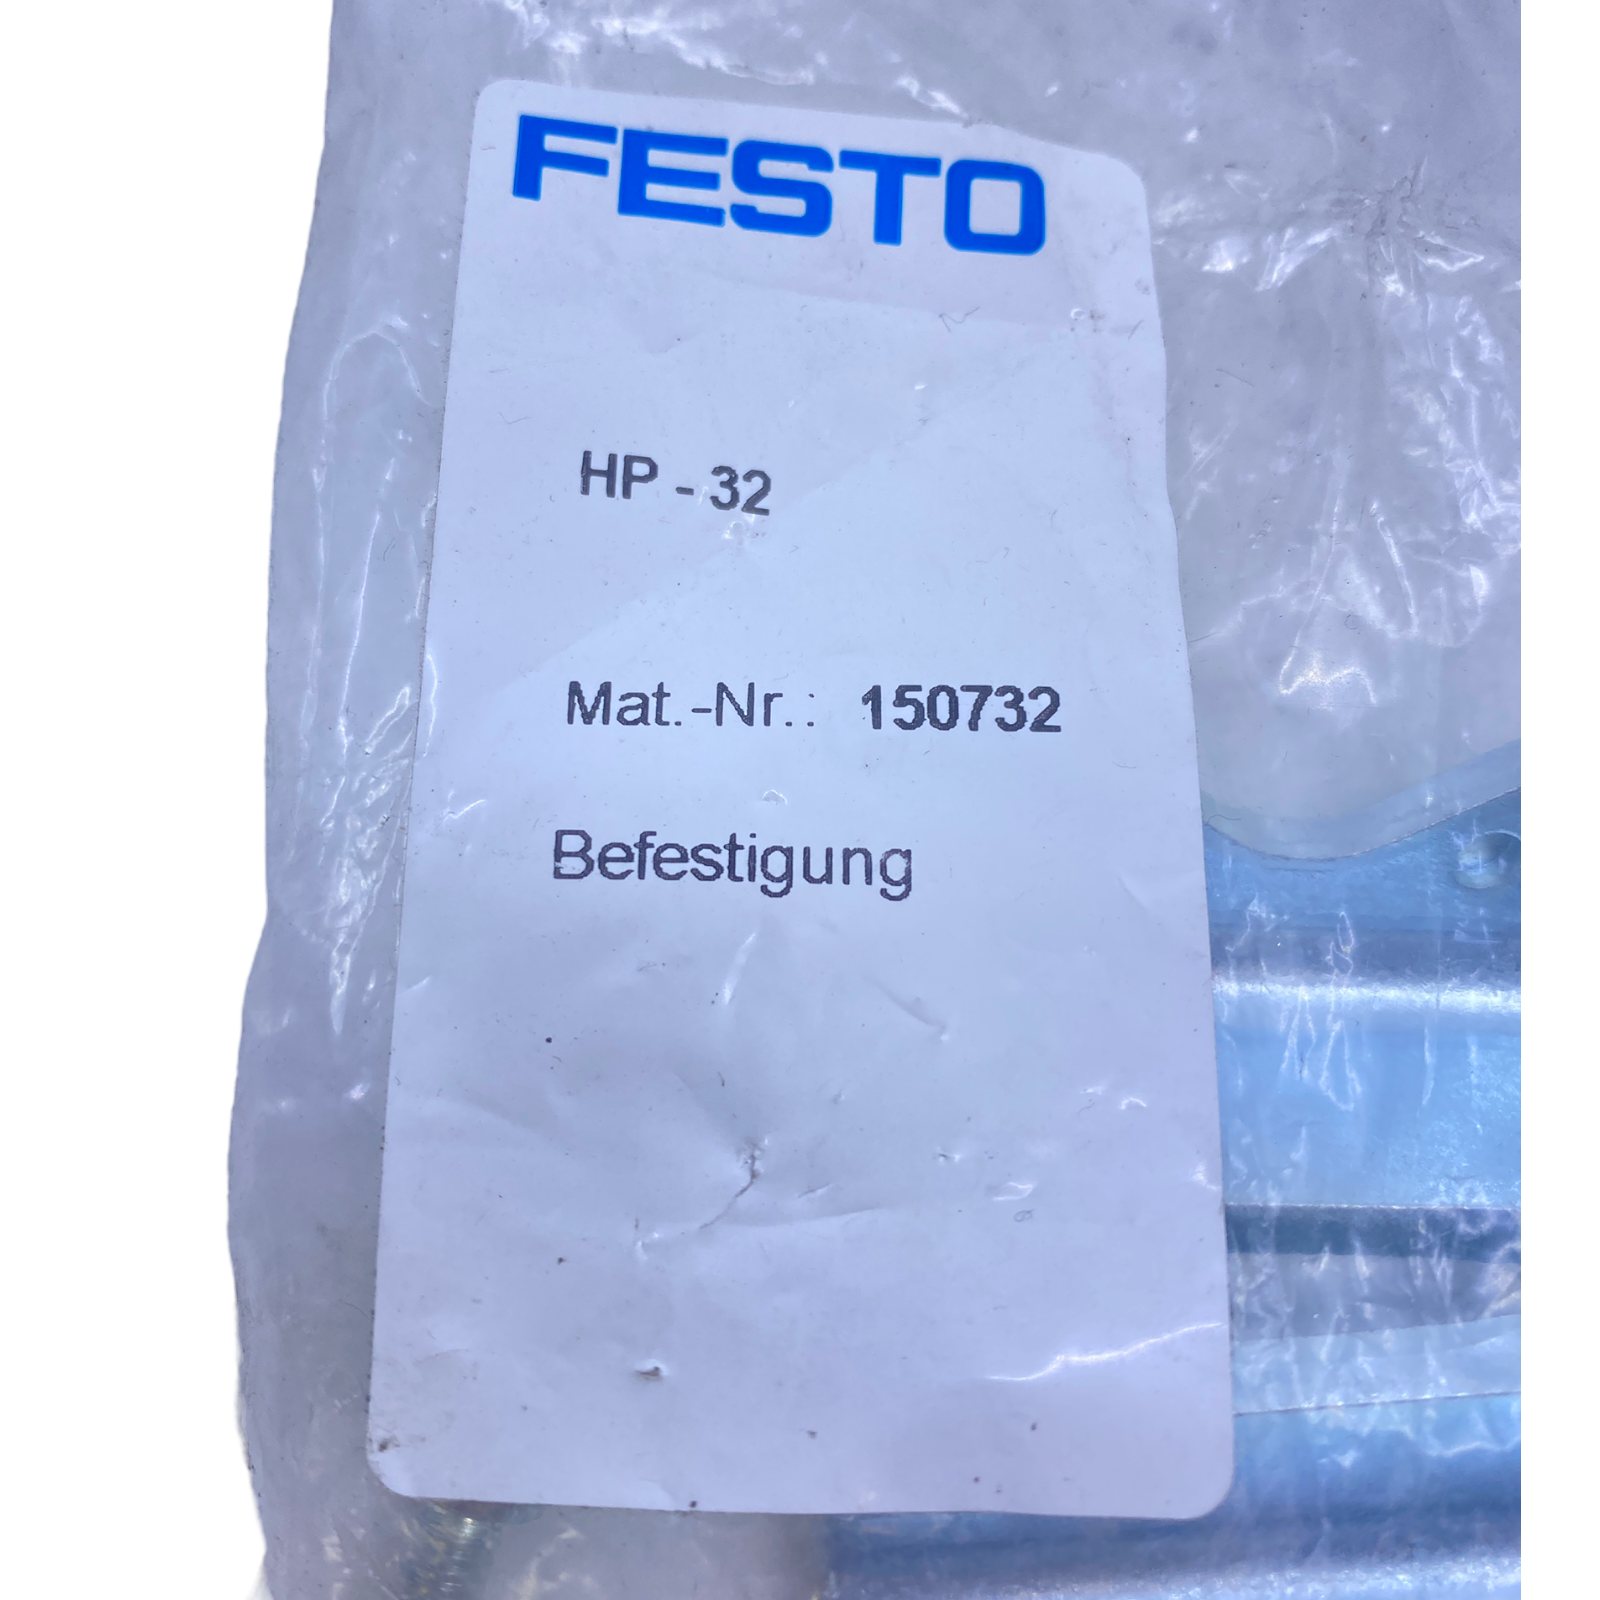 FESTO
HP - 32
Mat.-Nr.: 150732
Befestigung